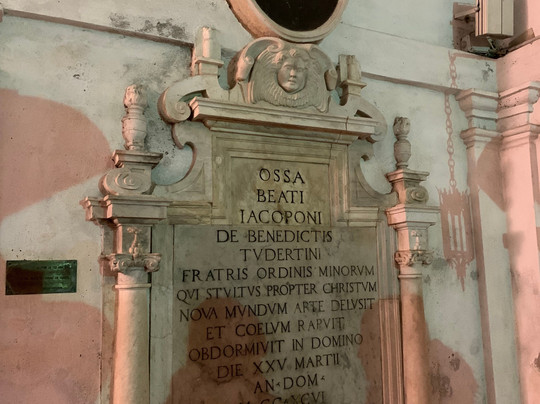 OSSA
BEATI
IACOPONI
DE BENEDICTIS
TVDERTINI
FRATRIS ORDINIS MINORVM
QVI STVLTVS PROPTER CHRISTVM
NOVA MVNDVM ARTE DELVSIT
ET COELVM RAPVIT
OBDORMIVIT IN DOMINO
DIE XXV MARTII
AN·DOM·